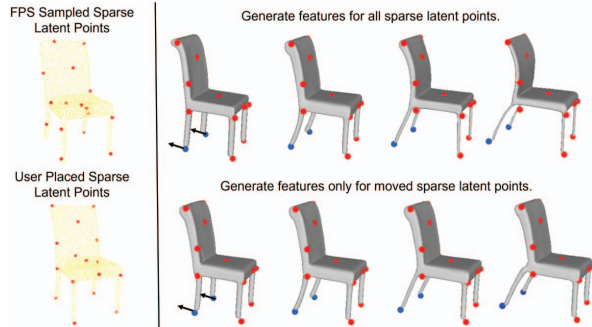 FPS Sampled Sparse
Latent Points
Generate features for all sparse latent points.
User Placed Sparse
Latent Points
Generate features only for moved sparse latent points.